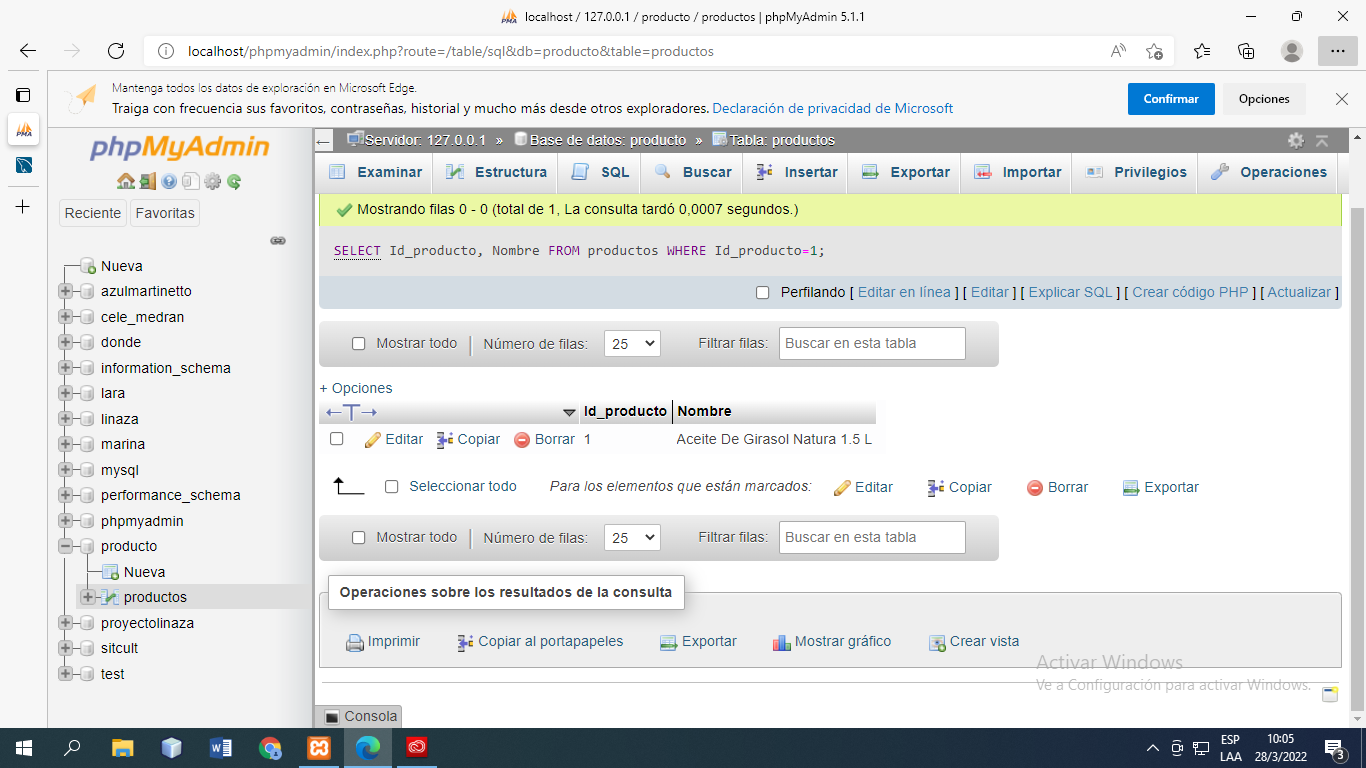 localhost / 127.0.0.1 / producto / productos | phpMyAdmin 5.1.1
localhost/phpmyadmin/index.php?route=/table/sql&db=producto&table=productos
Mantenga todos los datos de exploración en Microsoft Edge.
Traiga con frecuencia sus favoritos, contraseñas, historial y mucho más desde otros exploradores. Declaración de privacidad de Microsoft
Confirmar
Opciones
phpMyAdmin
Reciente
Favoritas
Nueva
azulmartinetto
cele_medran
donde
information_schema
lara
linaza
marina
mysql
performance_schema
phpmyadmin
producto
Nueva
productos
proyectolinaza
sitcult
test
Servidor: 127.0.0.1 » Base de datos: producto » Tabla: productos
Examinar Estructura SQL Buscar Insertar Exportar Importar Privilegios Operaciones
Mostrando filas 0 - 0 (total de 1, La consulta tardó 0,0007 segundos.)
SELECT Id_producto, Nombre FROM productos WHERE Id_producto=1;
Perfilando [ Editar en línea ] [ Editar ] [ Explicar SQL ] [ Crear código PHP ] [ Actualizar ]
Mostrar todo | Número de filas: 25 Filtrar filas: Buscar en esta tabla
+ Opciones
←T→ Id_producto Nombre
Editar Copiar Borrar 1 Aceite De Girasol Natura 1.5 L
Seleccionar todo Para los elementos que están marcados: Editar Copiar Borrar Exportar
Mostrar todo | Número de filas: 25 Filtrar filas: Buscar en esta tabla
Operaciones sobre los resultados de la consulta
Imprimir Copiar al portapapeles Exportar Mostrar gráfico Crear vista
Activar Windows
Ve a Configuración para activar Windows.
Consola
ESP
LAA
10:05
28/3/2022
3